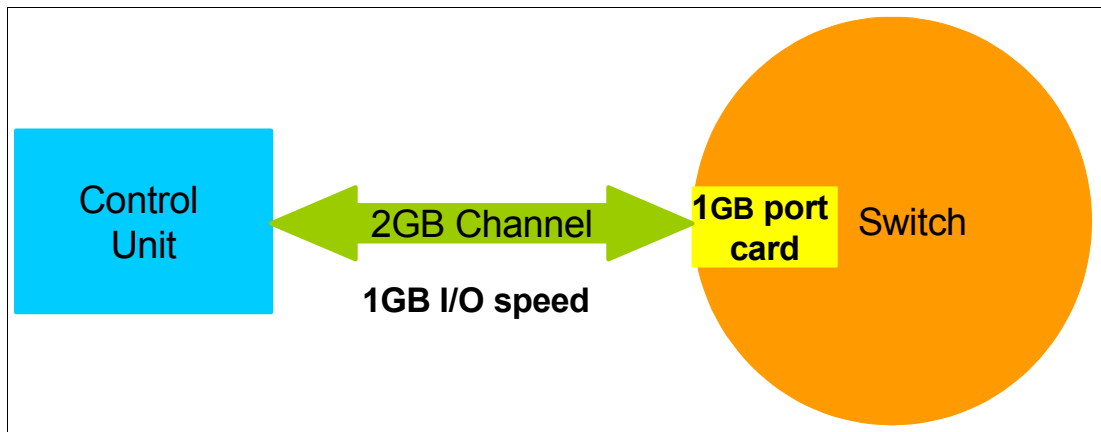 Control
Unit
2GB Channel
1GB I/O speed
1GB port
card
Switch